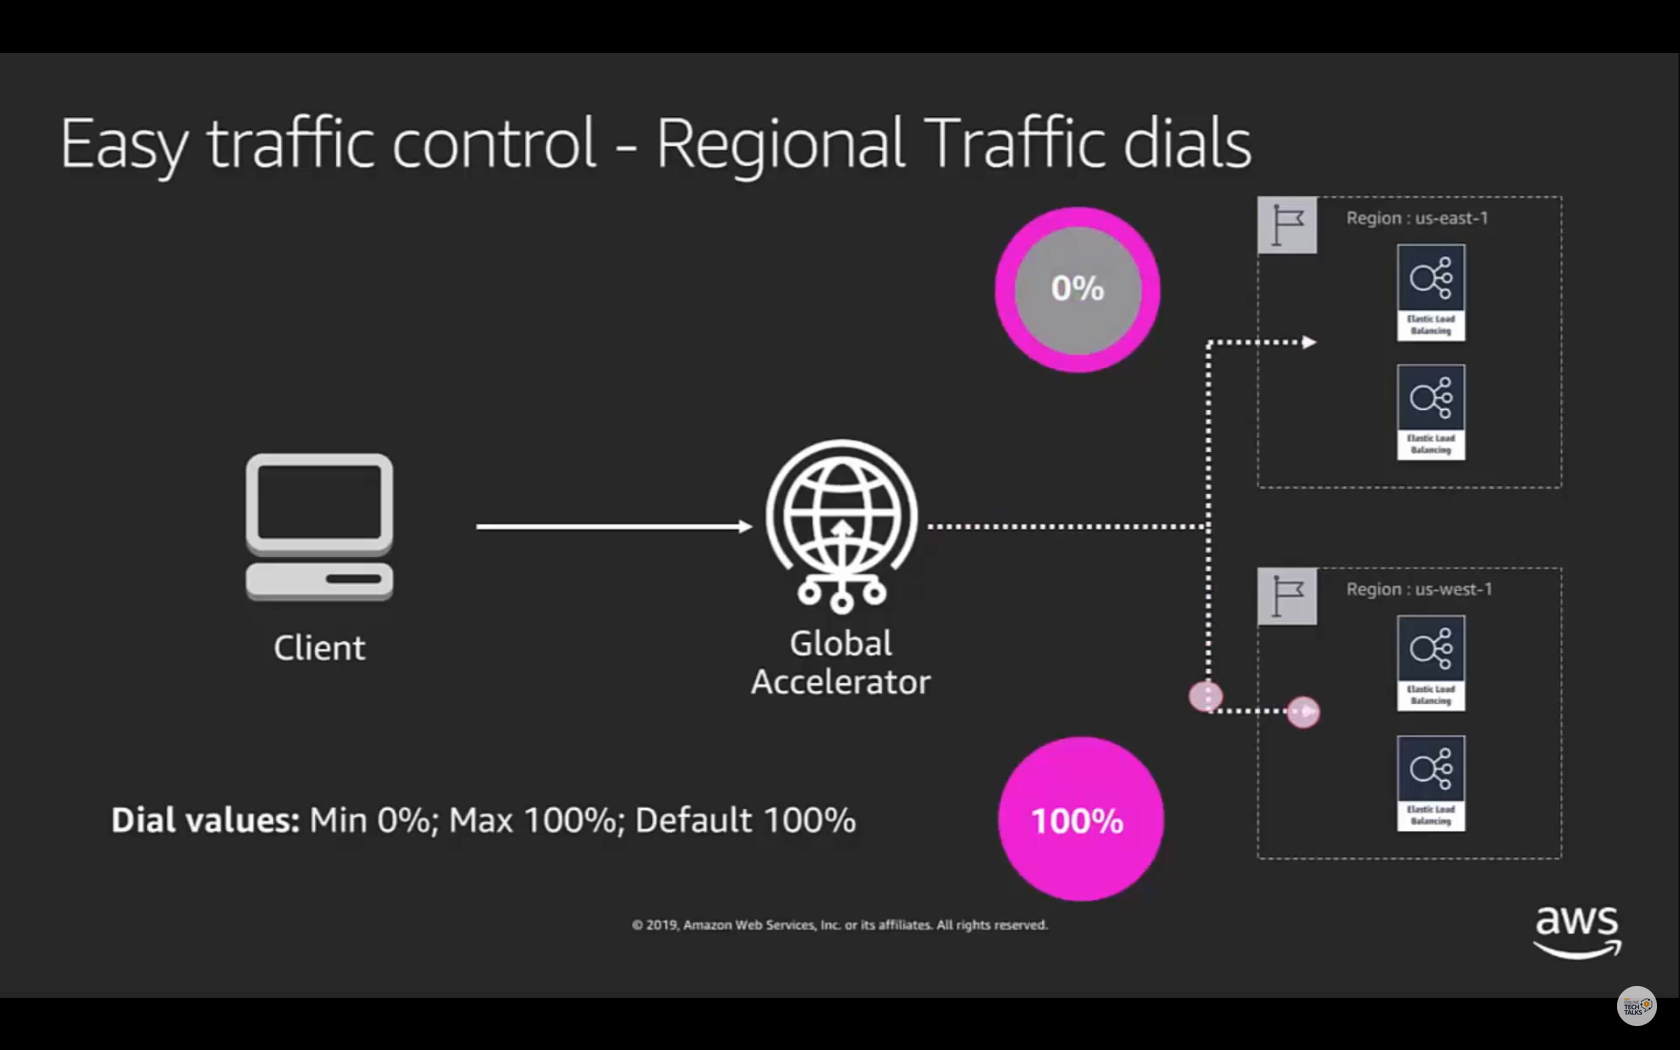 Easy traffic control - Regional Traffic dials
0%
Region : us-east-1
Elastic Load
Balancing
Elastic Load
Balancing
Client
Global
Accelerator
Region : us-west-1
Elastic Load
Balancing
Elastic Load
Balancing
Dial values: Min 0%; Max 100%; Default 100%
100%
© 2019, Amazon Web Services, Inc. or its affiliates. All rights reserved.
aws
ONLINE
TECH
TALKS